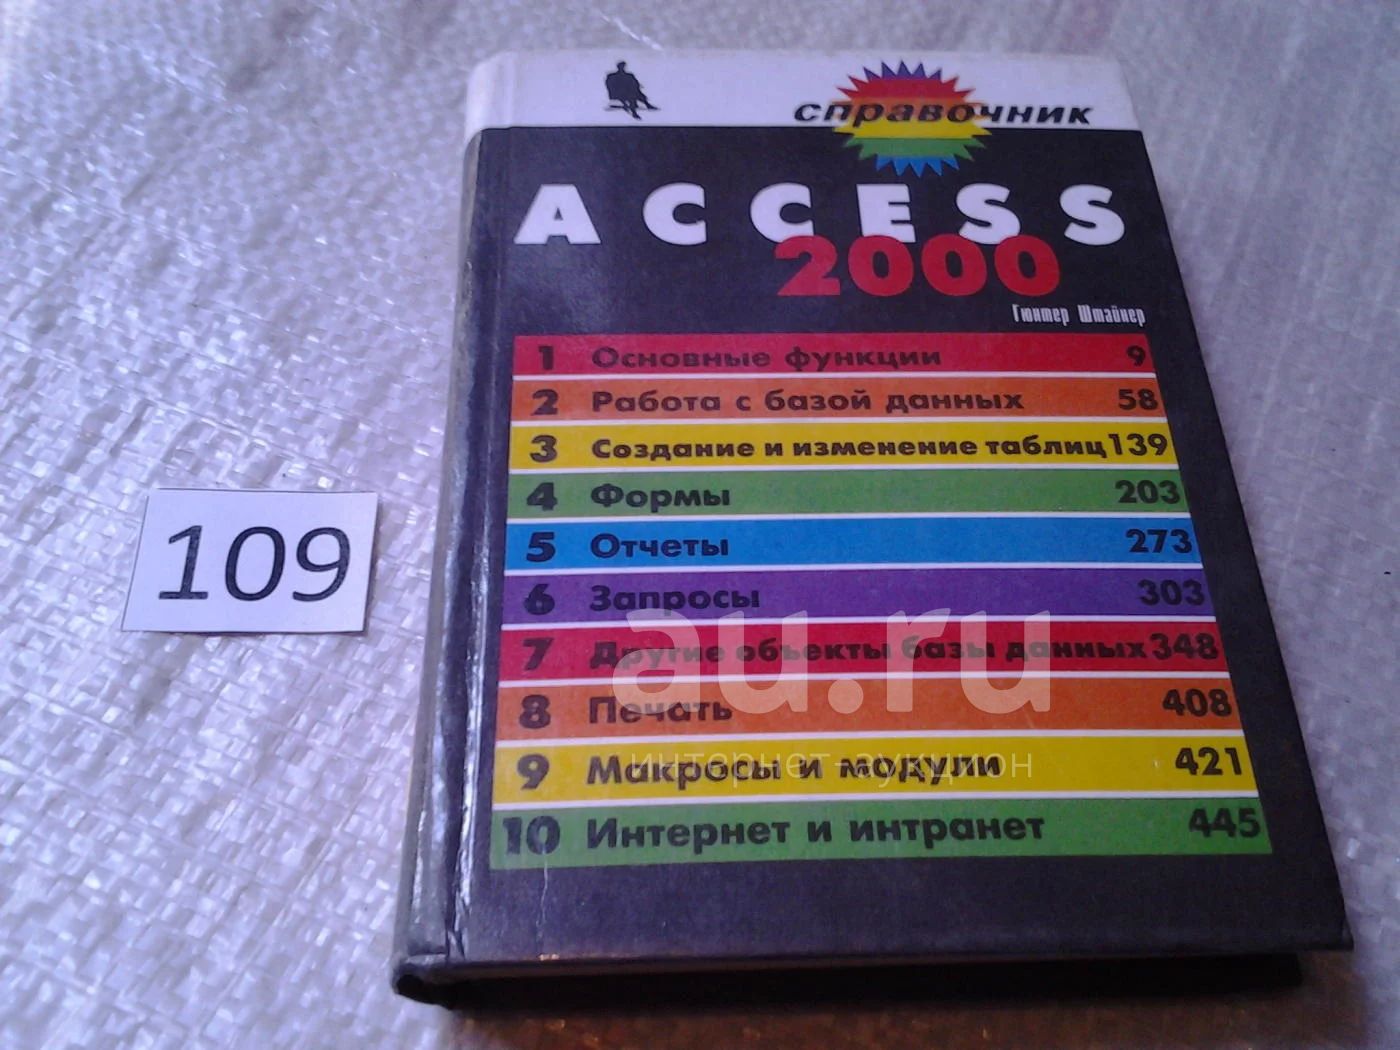 справочник
ACCESS
2000
Гюнтер Штайнер
1 Основные функции 9
2 Работа с базой данных 58
3 Создание и изменение таблиц 139
4 Формы 203
5 Отчеты 273
6 Запросы 303
7 Другие объекты базы данных 348
8 Печать 408
9 Макросы и модули 421
10 Интернет и интранет 445
109
au.ru
интернет-аукцион